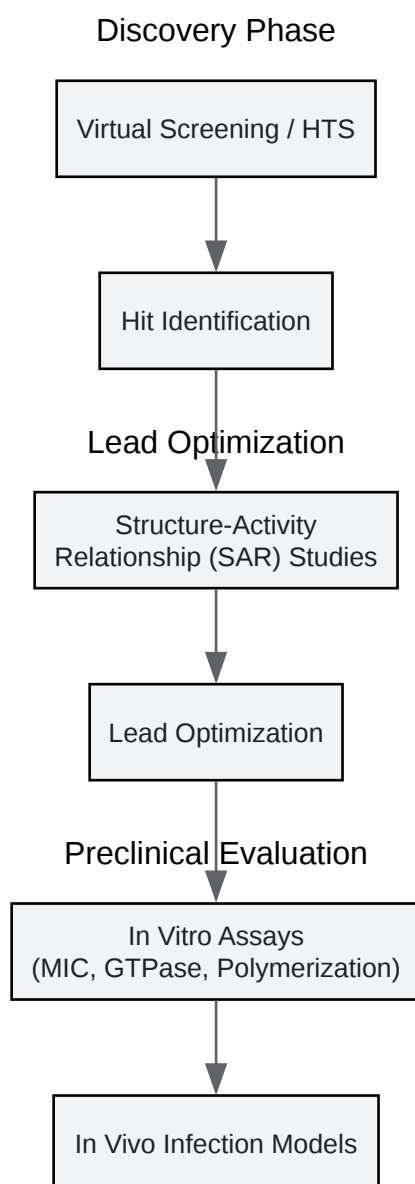 Discovery Phase
Virtual Screening / HTS
Hit Identification
Lead Optimization
Structure-Activity
Relationship (SAR) Studies
Lead Optimization
Preclinical Evaluation
In Vitro Assays
(MIC, GTPase, Polymerization)
In Vivo Infection Models